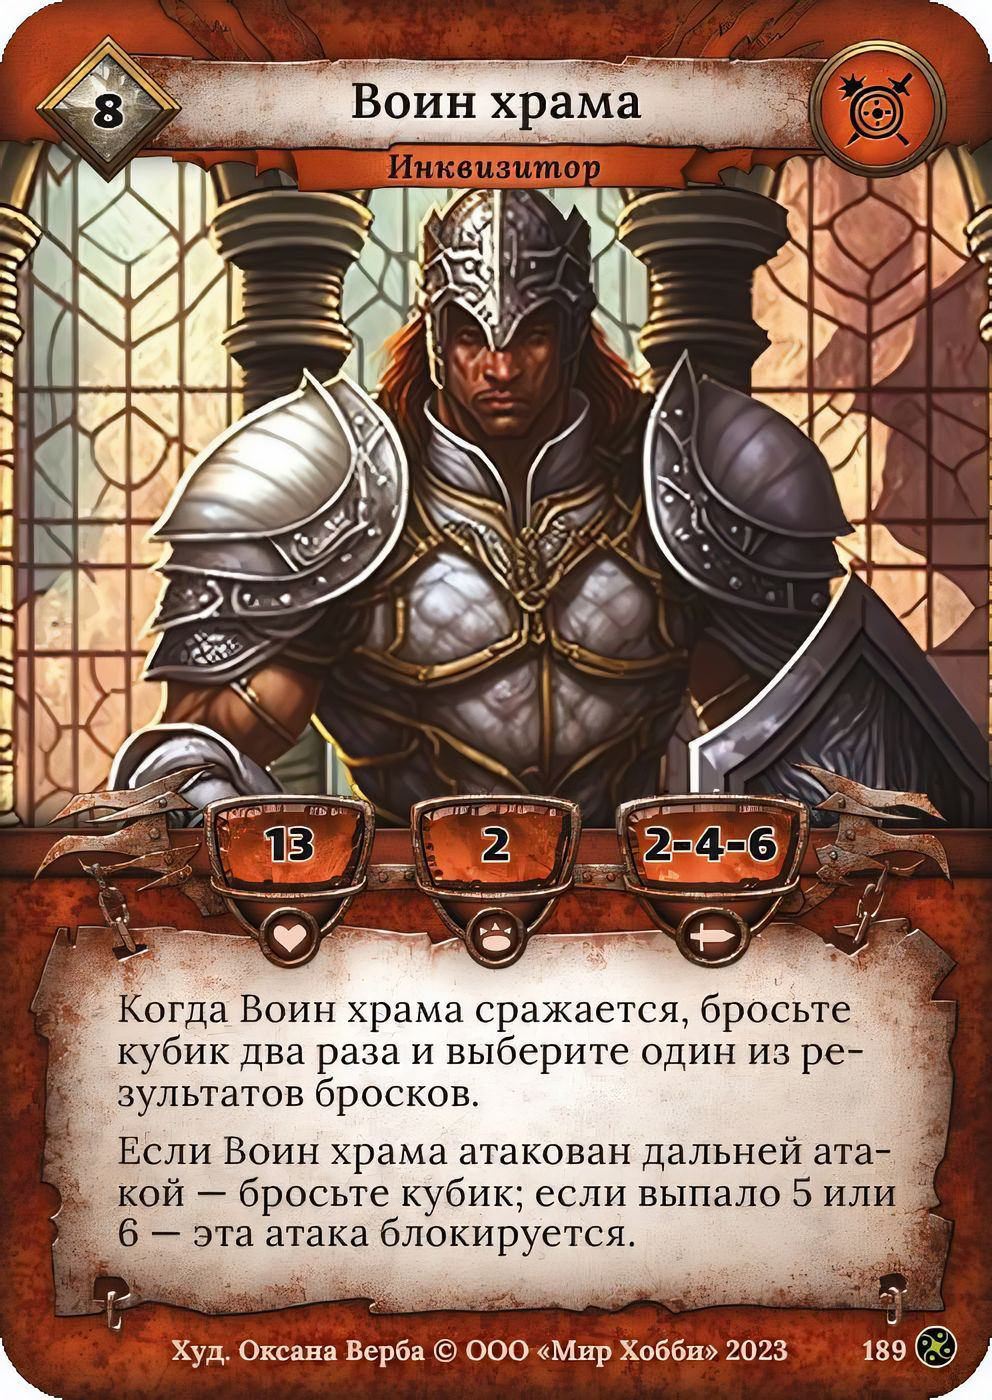 8
Воин храма
Инквизитор
13
2
2-4-6
Когда Воин храма сражается, бросьте
кубик два раза и выберите один из ре-
зультатов бросков.
Если Воин храма атакован дальней ата-
кой — бросьте кубик; если выпало 5 или
6 — эта атака блокируется.
Худ. Оксана Верба © ООО «Мир Хобби» 2023
189